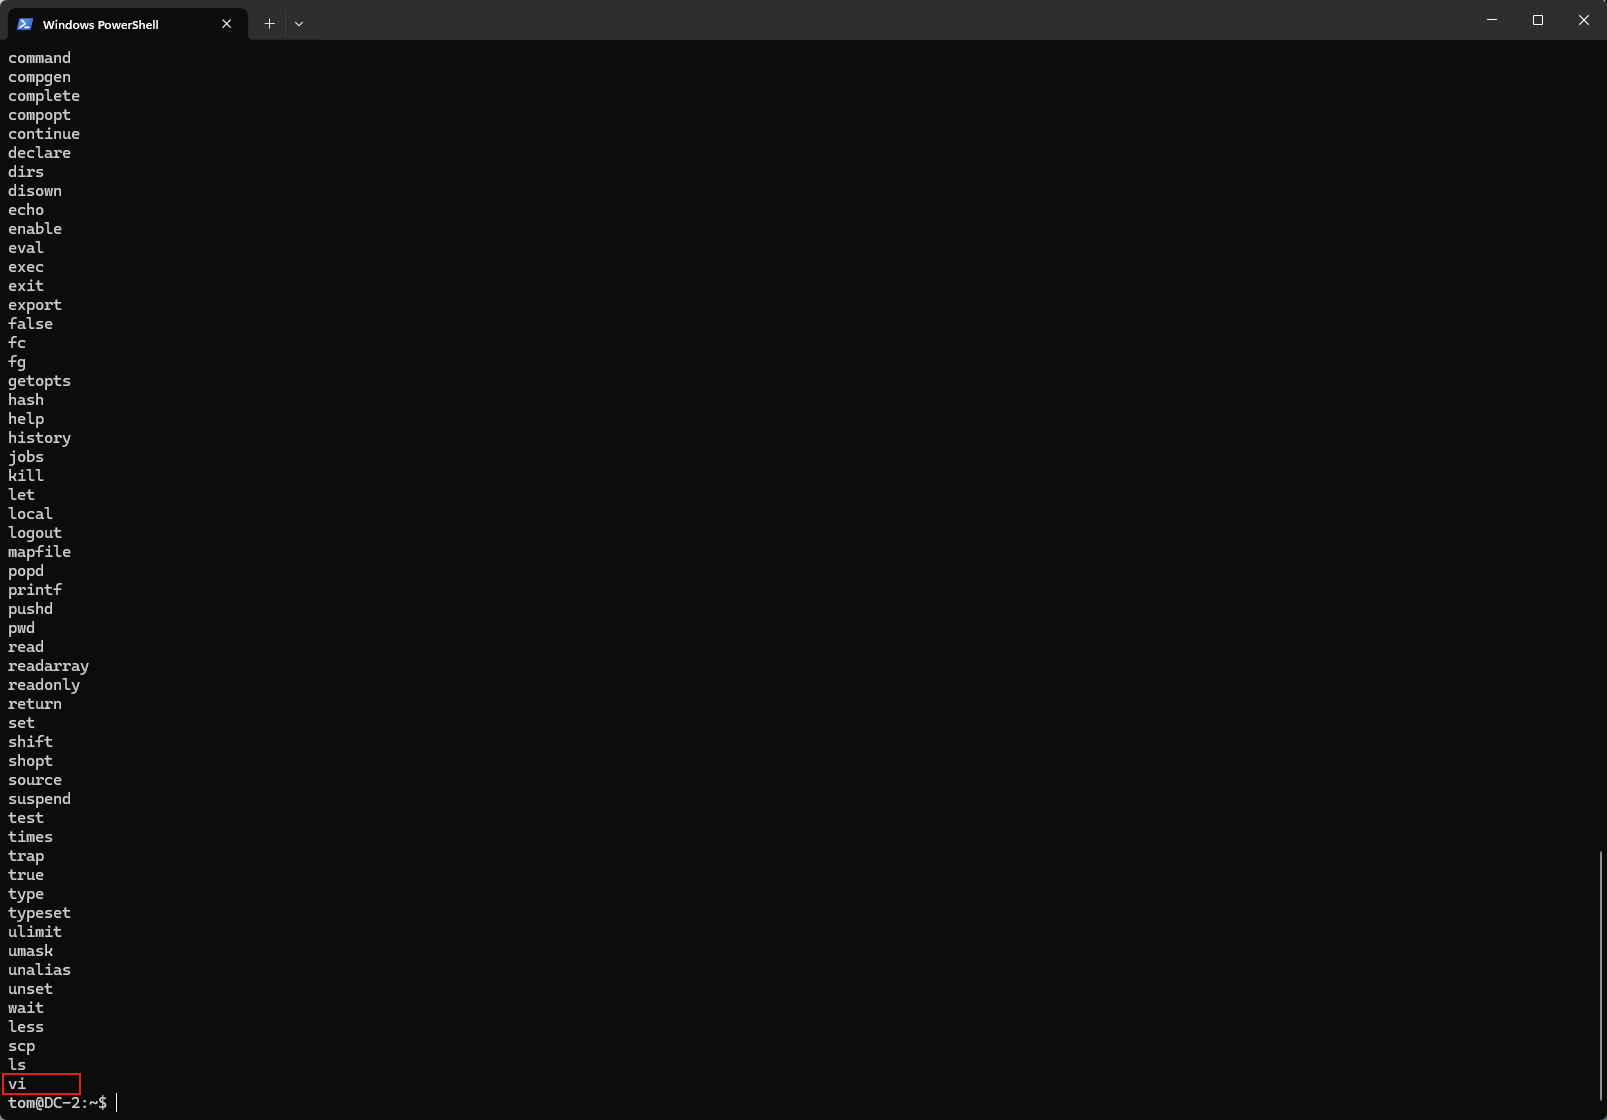 Windows PowerShell
command
compgen
complete
compopt
continue
declare
dirs
disown
echo
enable
eval
exec
exit
export
false
fc
fg
getopts
hash
help
history
jobs
kill
let
local
logout
mapfile
popd
printf
pushd
pwd
read
readarray
readonly
return
set
shift
shopt
source
suspend
test
times
trap
true
type
typeset
ulimit
umask
unalias
unset
wait
less
scp
ls
vi
tom@DC-2:~$